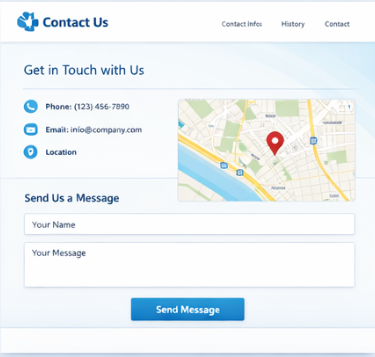 Contact Us
Contact Infos
History
Contact
Get in Touch with Us
Phone: (123) 456-7890
Email: inio@company.com
Location
Send Us a Message
Your Name
Your Message
Send Message